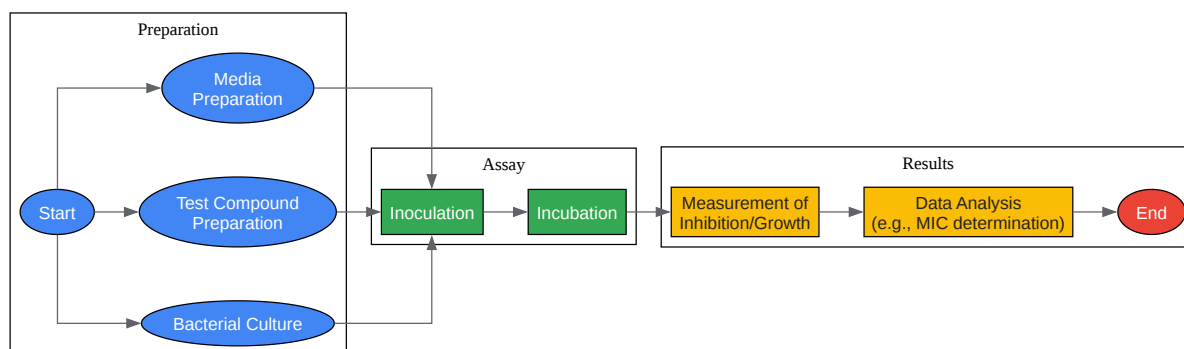 Preparation
Media
Preparation
Start
Test Compound
Preparation
Bacterial Culture
Assay
Inoculation
Incubation
Results
Measurement of
Inhibition/Growth
Data Analysis
(e.g., MIC determination)
End